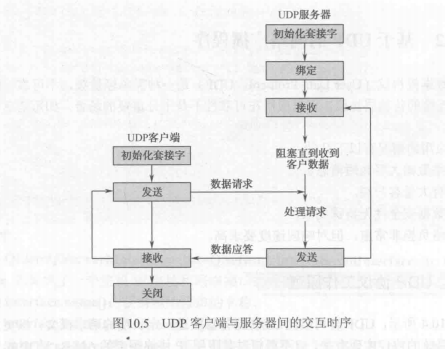 UDP服务器
初始化套接字
绑定
接收
阻塞直到收到
客户数据
处理请求
发送
UDP客户端
初始化套接字
发送
数据请求
接收
数据应答
关闭
图 10.5 UDP 客户端与服务器间的交互时序